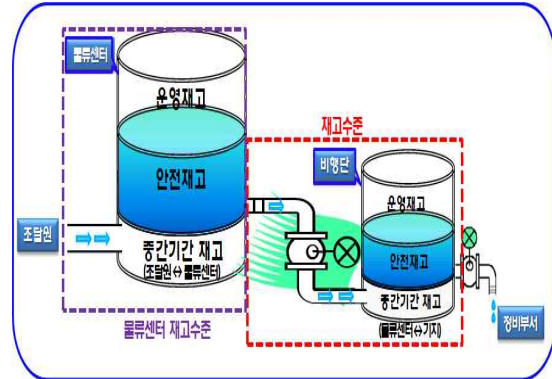 물류센터
운영재고
안전재고
조달원
중간기간 재고
(조달원⇔물류센터)
물류센터 재고수준
재고수준
비행단
운영재고
안전재고
중간기간 재고
(물류센터⇔기지)
정비부서